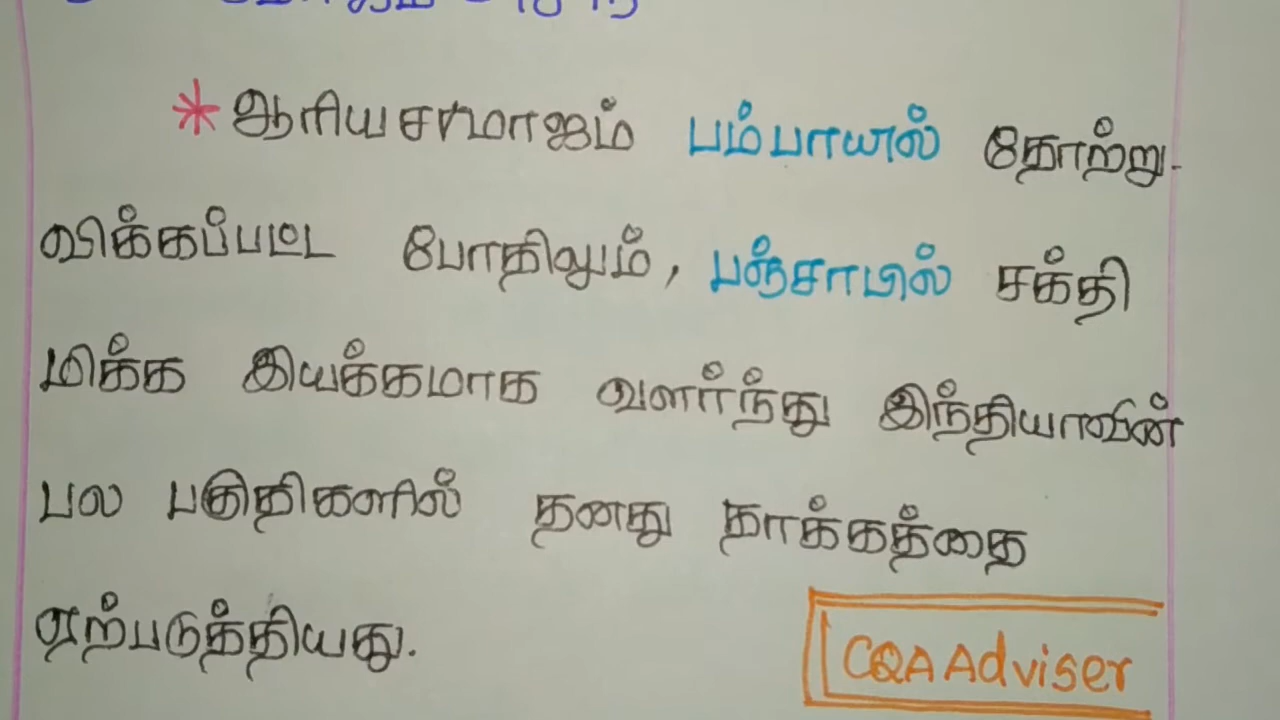 * ஆரிய சமாஜம் பம்பாயில் தோற்று-
விக்கப்பட்ட போதிலும், பஞ்சாபில் சக்தி
மிக்க இயக்கமாக வளர்ந்து இந்தியாவின்
பல பகுதிகளில் தனது தாக்கத்தை
ஏற்படுத்தியது.
CQA Adviser